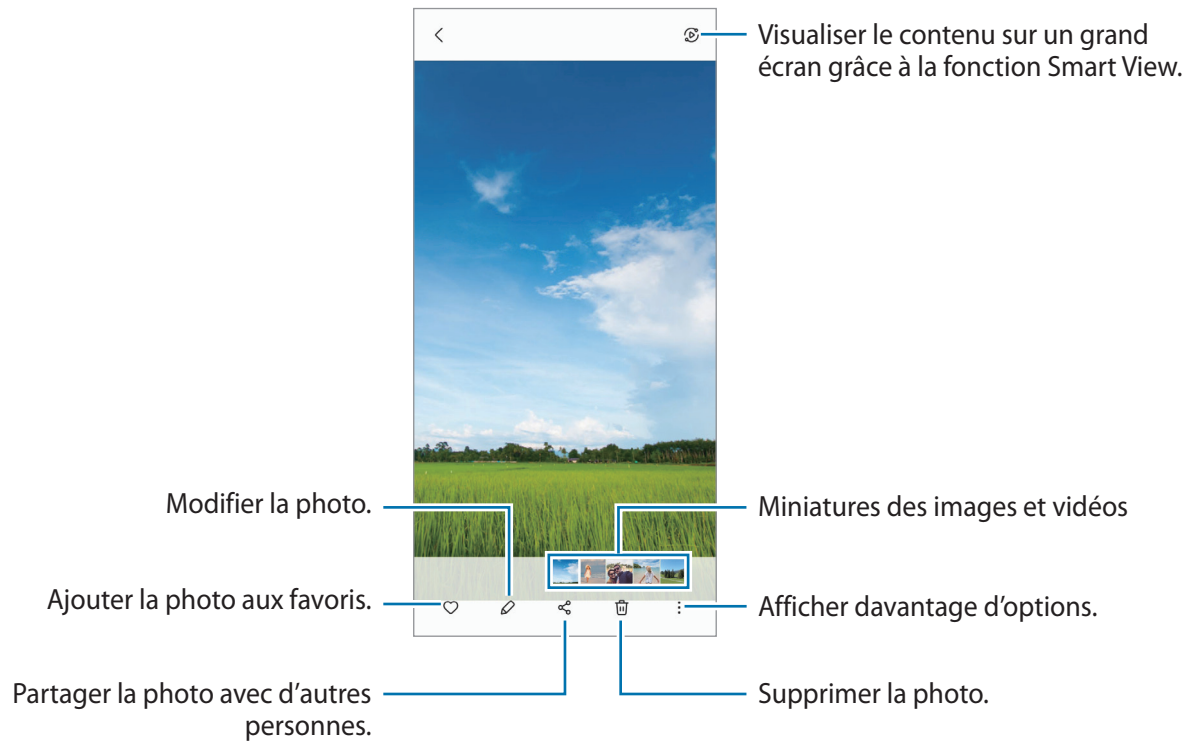 Visualiser le contenu sur un grand
écran grâce à la fonction Smart View.
Modifier la photo.
Miniatures des images et vidéos
Ajouter la photo aux favoris.
Afficher davantage d’options.
Partager la photo avec d’autres
personnes.
Supprimer la photo.